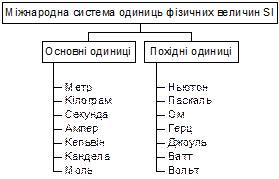 Міжнародна система одиниць фізичних величин SI
Основні одиниці
Метр
Кілограм
Секунда
Ампер
Кельвін
Кандела
Моль
Похідні одиниці
Ньютон
Паскаль
Ом
Герц
Джоуль
Ватт
Вольт